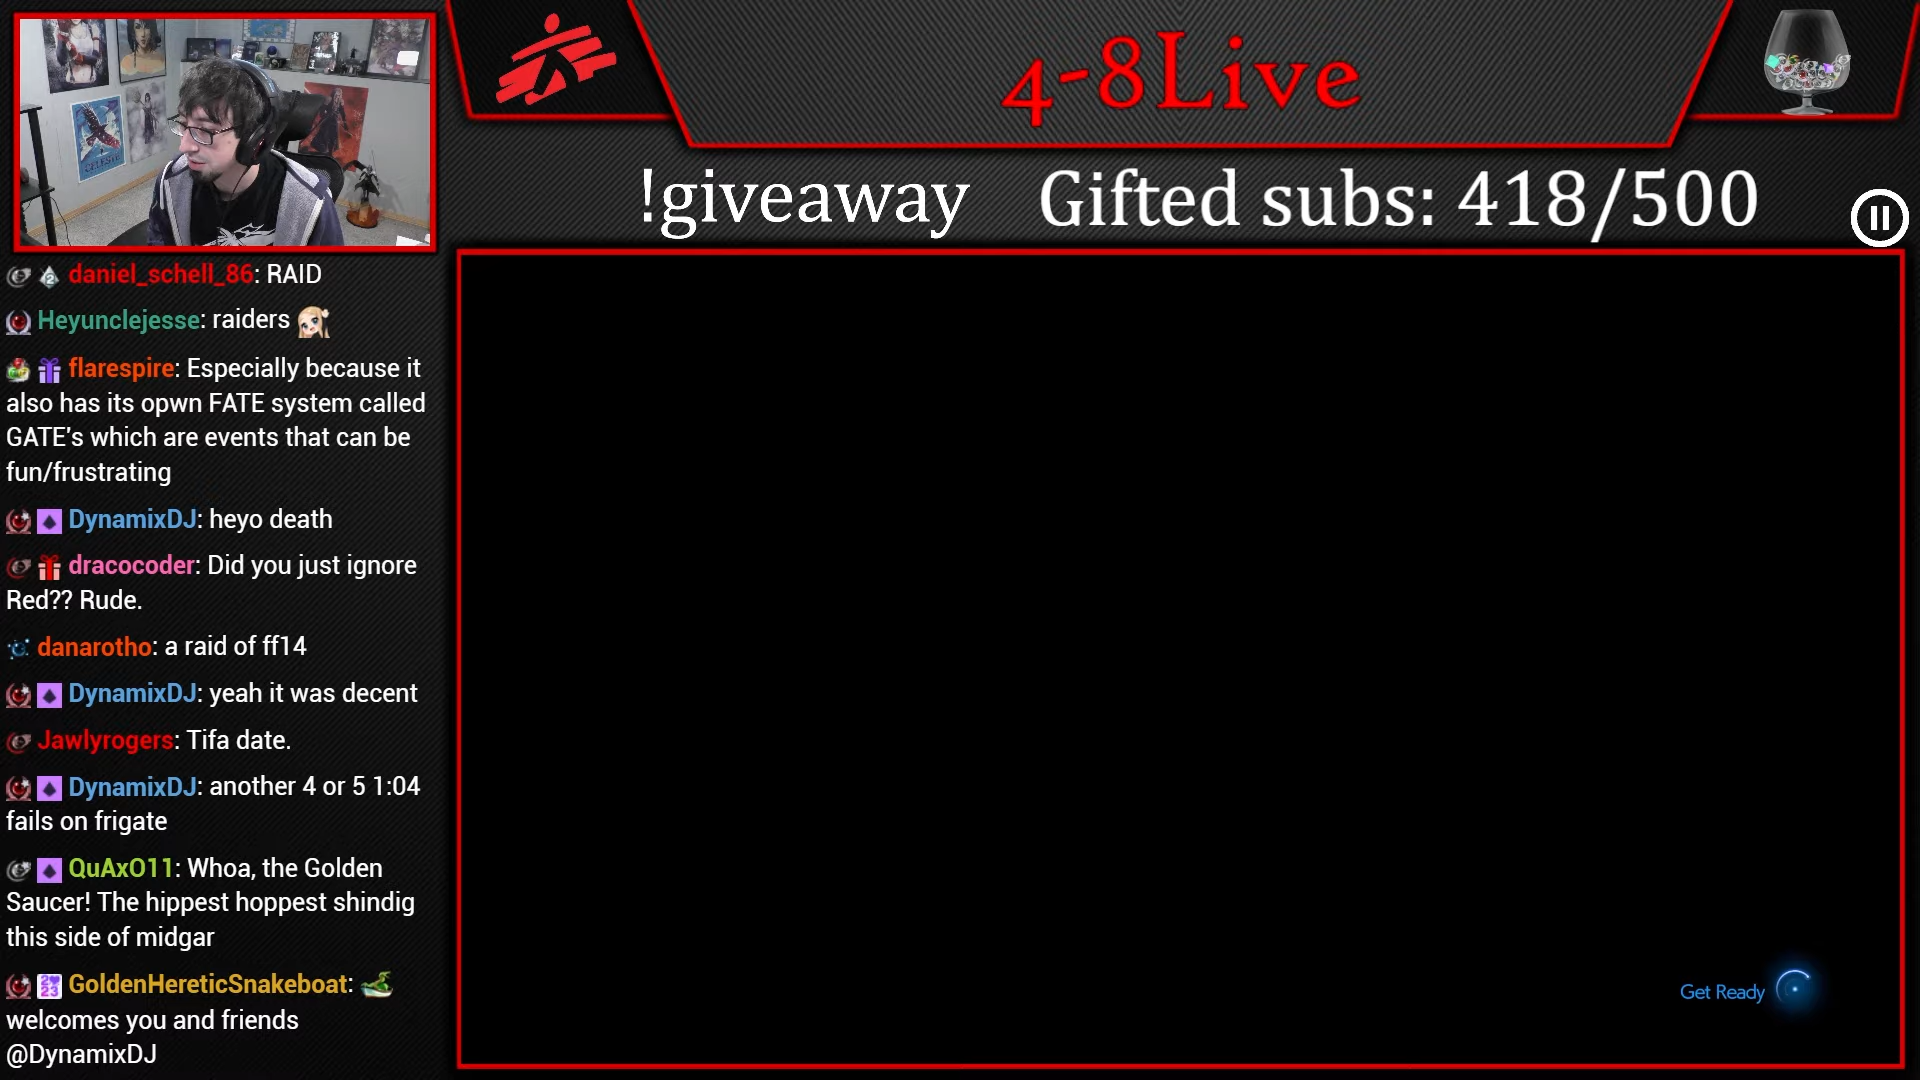 4-8Live
!giveaway Gifted subs: 418/500
CELESTE
daniel_schell_86: RAID
Heyunclejesse: raiders
flarespire: Especially because it
also has its opwn FATE system called
GATE's which are events that can be
fun/frustrating
DynamixDJ: heyo death
dracocoder: Did you just ignore
Red?? Rude.
danarotho: a raid of ff14
DynamixDJ: yeah it was decent
Jawlyrogers: Tifa date.
DynamixDJ: another 4 or 5 1:04
fails on frigate
QuAxO11: Whoa, the Golden
Saucer! The hippest hoppest shindig
this side of midgar
GoldenHereticSnakeboat:
welcomes you and friends
@DynamixDJ
Get Ready